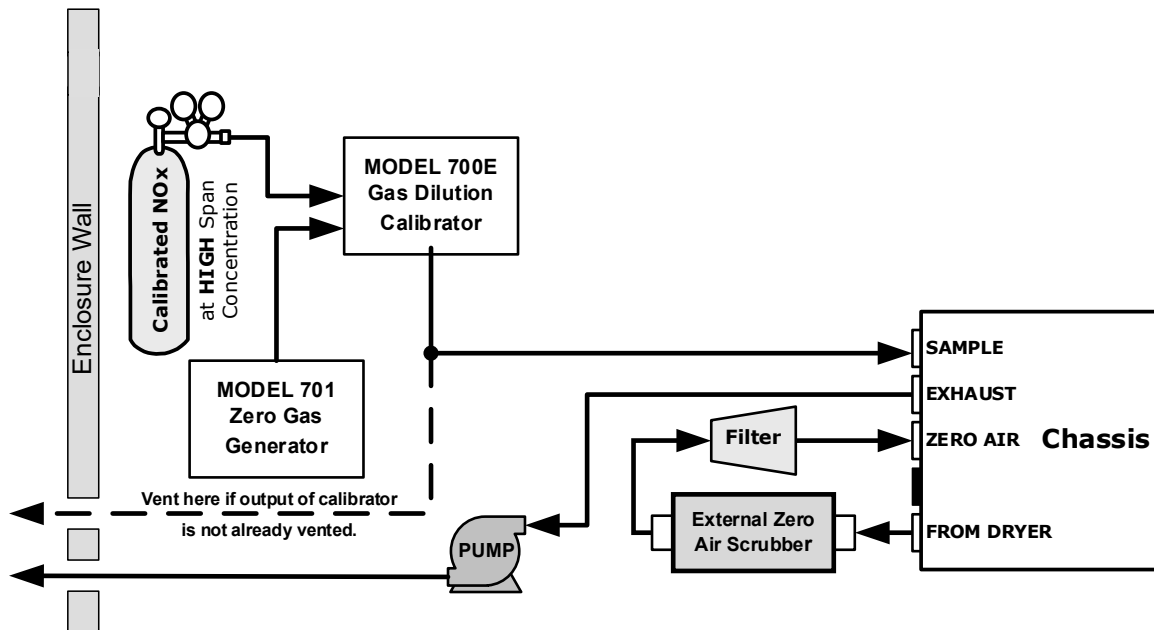 Enclosure Wall
Calibrated NOx
at HIGH Span
Concentration
MODEL 700E
Gas Dilution
Calibrator
MODEL 701
Zero Gas
Generator
Vent here if output of calibrator
is not already vented.
PUMP
Filter
External Zero
Air Scrubber
SAMPLE
EXHAUST
ZERO AIR
Chassis
FROM DRYER